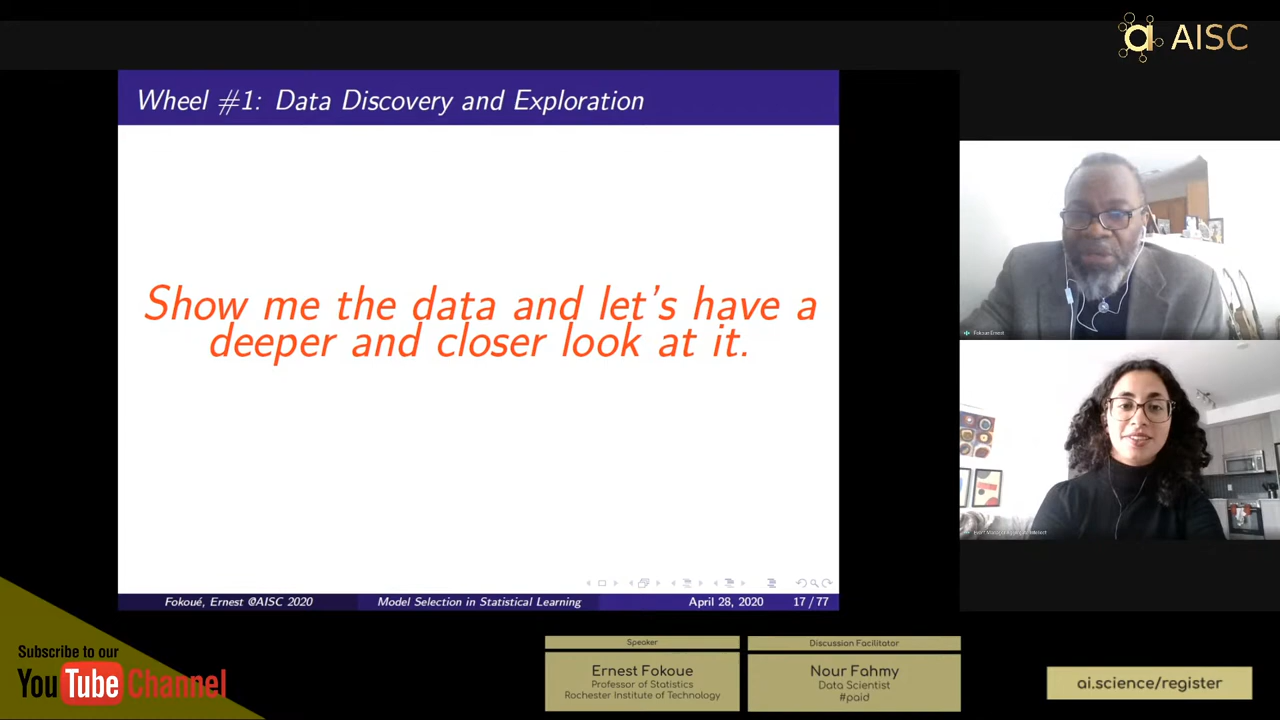 AISC
Wheel #1: Data Discovery and Exploration
Show me the data and let's have a
deeper and closer look at it.
Fokoué, Ernest @AISC 2020
Model Selection in Statistical Learning
April 28, 2020
17 / 77
Fokoue Ernest
Subscribe to our
YouTube Channel
Speaker
Ernest Fokoue
Professor of Statistics
Rochester Institute of Technology
Discussion Facilitator
Nour Fahmy
Data Scientist
#paid
ai.science/register